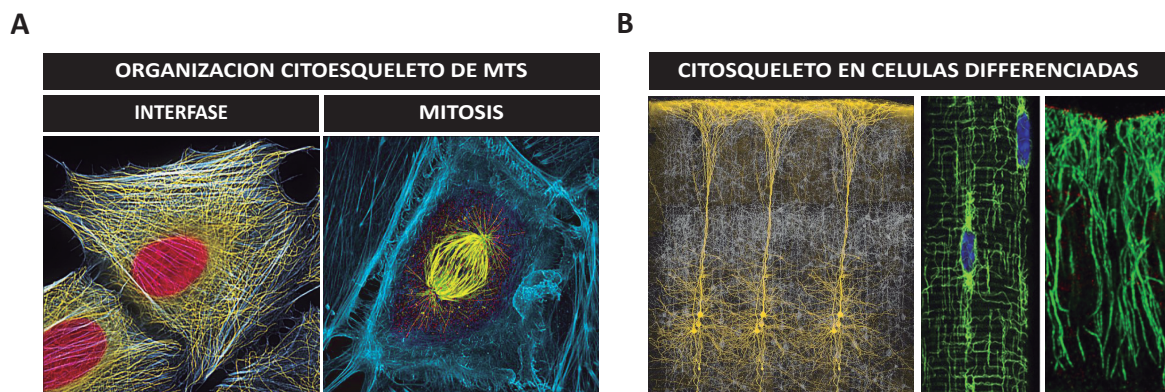 A
ORGANIZACION CITOESQUELETO DE MTS
INTERFASE
MITOSIS
B
CITOSQUELETO EN CELULAS DIFFERENCIADAS